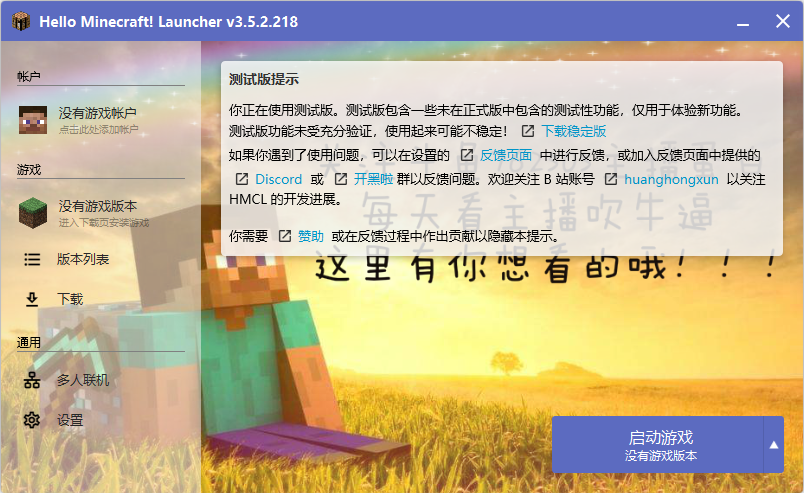 Hello Minecraft! Launcher v3.5.2.218
帐户
没有游戏帐户
点击此处添加帐户
游戏
没有游戏版本
进入下载页安装游戏
版本列表
下载
通用
多人联机
设置
测试版提示
你正在使用测试版。测试版包含一些未在正式版中包含的测试性功能，仅用于体验新功能。
测试版功能未受充分验证，使用起来可能不稳定！ 下载稳定版
如果你遇到了使用问题，可以在设置的 反馈页面 中进行反馈，或加入反馈页面中提供的
Discord 或 开黑啦 群以反馈问题。欢迎关注 B 站账号 huanghongxun 以关注
HMCL 的开发进展。
你需要 赞助 或在反馈过程中作出贡献以隐藏本提示。
每天看主播吹牛逼
这里有你想看的哦！！！
启动游戏
没有游戏版本